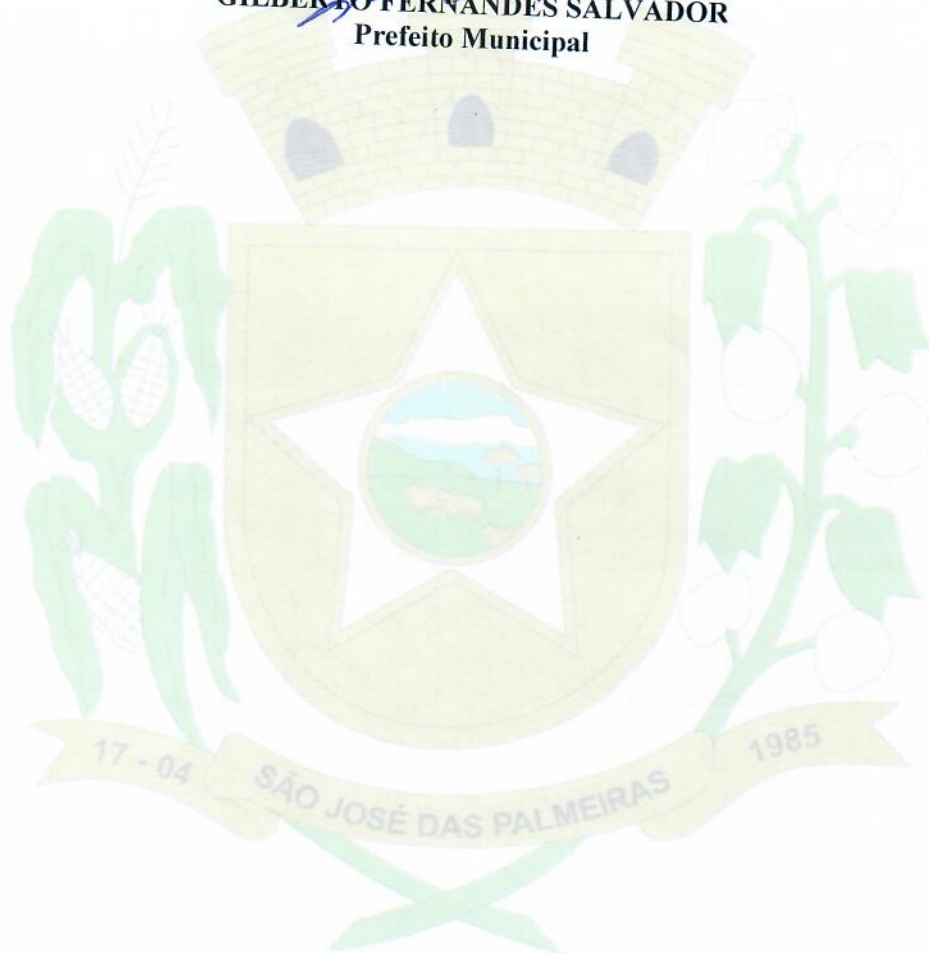 GILBERTO FERNANDES SALVADOR
Prefeito Municipal
17 - 04
SÃO JOSÉ DAS PALMEIRAS
1985